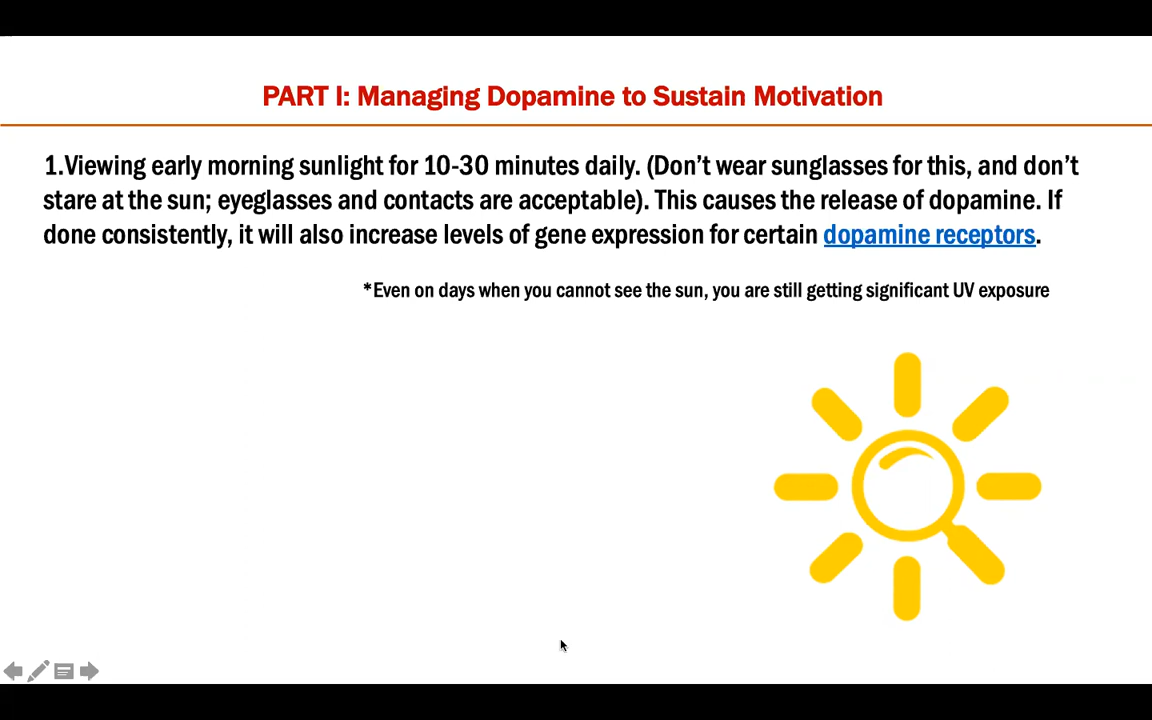 PART I: Managing Dopamine to Sustain Motivation
1.Viewing early morning sunlight for 10-30 minutes daily. (Don’t wear sunglasses for this, and don’t
stare at the sun; eyeglasses and contacts are acceptable). This causes the release of dopamine. If
done consistently, it will also increase levels of gene expression for certain dopamine receptors.
*Even on days when you cannot see the sun, you are still getting significant UV exposure